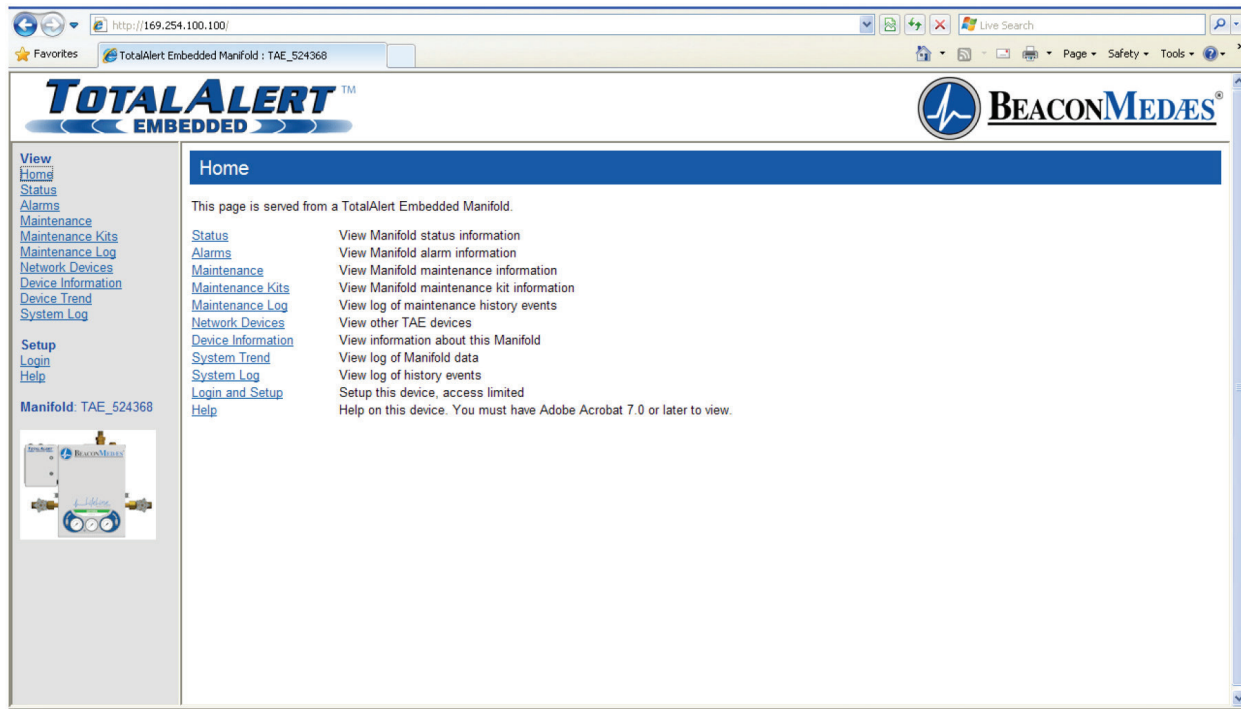 http://169.254.100.100/
Live Search
Favorites
TotalAlert Embedded Manifold : TAE_524368
Page
Safety
Tools
TOTALALERT™
EMBEDDED
BEACONMEDÆS®
View
Home
Status
Alarms
Maintenance
Maintenance Kits
Maintenance Log
Network Devices
Device Information
Device Trend
System Log
Setup
Login
Help
Manifold: TAE_524368
BEACONMEDÆS
Home
This page is served from a TotalAlert Embedded Manifold.
Status View Manifold status information
Alarms View Manifold alarm information
Maintenance View Manifold maintenance information
Maintenance Kits View Manifold maintenance kit information
Maintenance Log View log of maintenance history events
Network Devices View other TAE devices
Device Information View information about this Manifold
System Trend View log of Manifold data
System Log View log of history events
Login and Setup Setup this device, access limited
Help Help on this device. You must have Adobe Acrobat 7.0 or later to view.